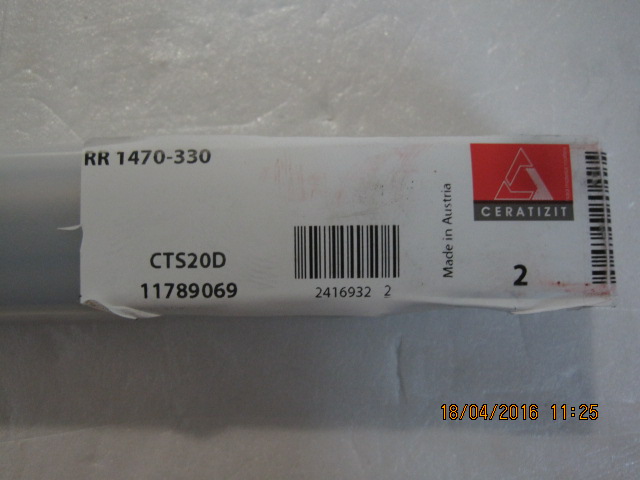 RR 1470-330
CERATIZIT
Made in Austria
CTS20D
11789069
2416932 2
2
18/04/2016 11:25